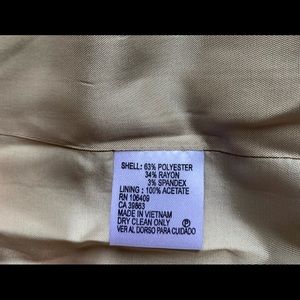 SHELL: 63% POLYESTER
34% RAYON
3% SPANDEX
LINING : 100% ACETATE
RN 106409
CA 39863
MADE IN VIETNAM
DRY CLEAN ONLY
P
VER AL DORSO PARA CUIDADO